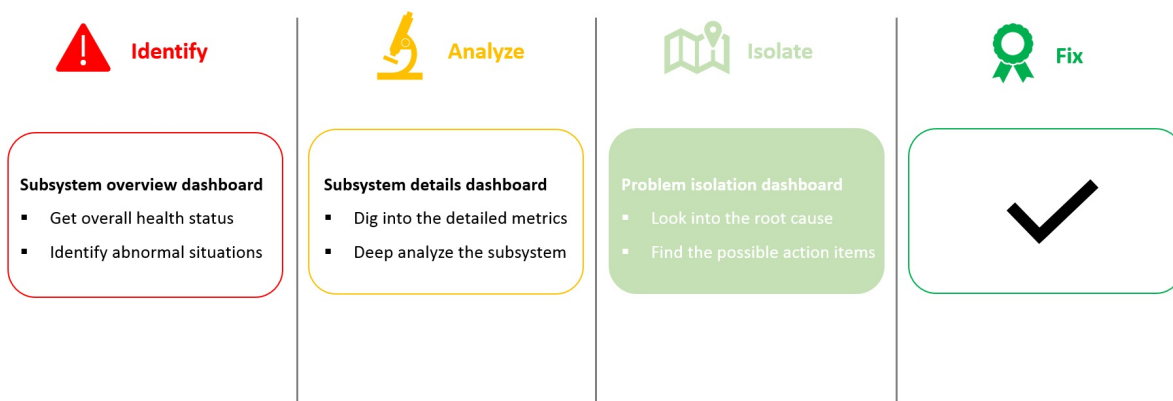 Identify
Analyze
Isolate
Fix
Subsystem overview dashboard
▪ Get overall health status
▪ Identify abnormal situations
Subsystem details dashboard
▪ Dig into the detailed metrics
▪ Deep analyze the subsystem
Problem isolation dashboard
▪ Look into the root cause
▪ Find the possible action items